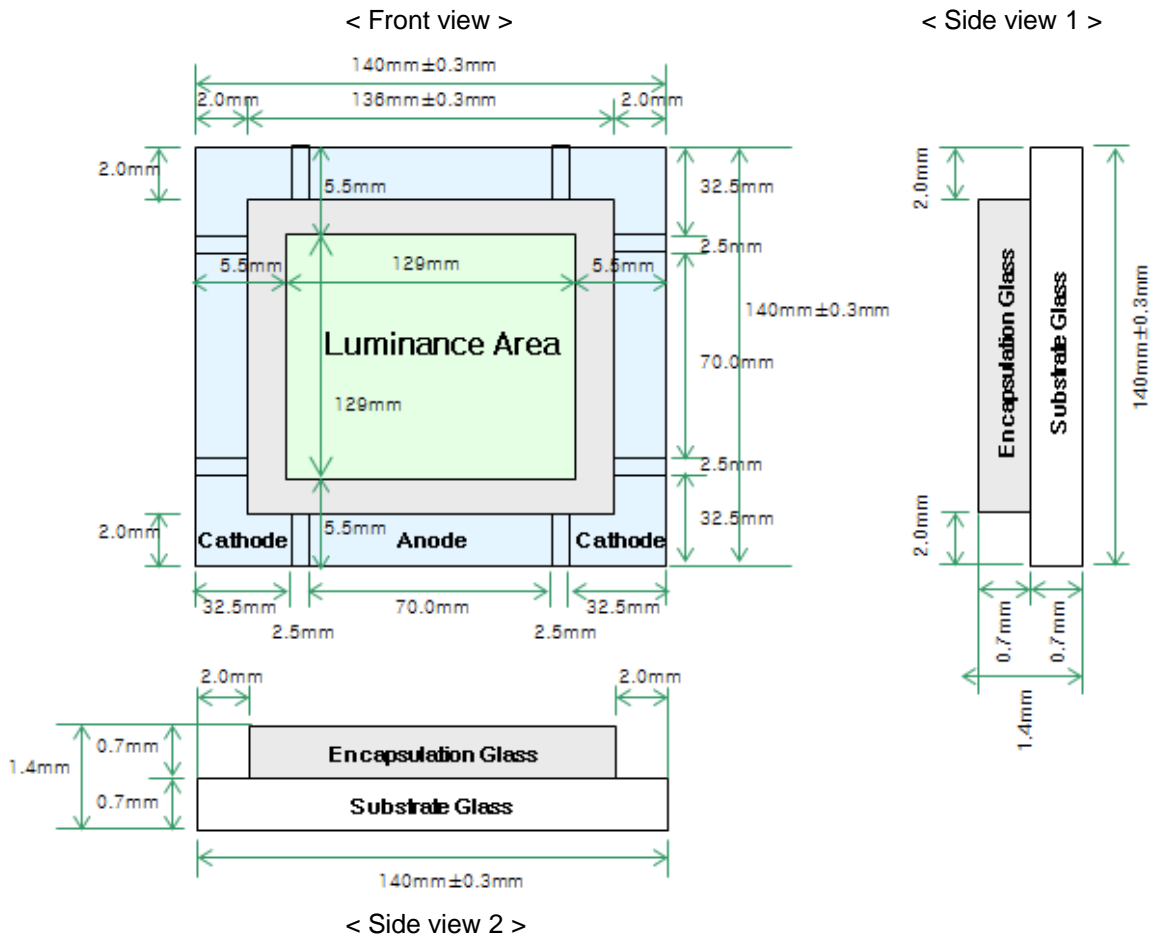 < Front view >
< Side view 1 >
140mm±0.3mm
2.0mm
136mm±0.3mm
2.0mm
2.0mm
5.5mm
32.5mm
2.5mm
5.5mm
129mm
5.5mm
140mm±0.3mm
Luminance Area
70.0mm
129mm
2.5mm
32.5mm
2.0mm
5.5mm
Cathode
Anode
Cathode
32.5mm
70.0mm
32.5mm
2.5mm
2.5mm
2.0mm
Encapsulation Glass
Substrate Glass
140mm±0.3mm
2.0mm
0.7mm
0.7mm
1.4mm
2.0mm
2.0mm
0.7mm
1.4mm
Encapsulation Glass
0.7mm
Substrate Glass
140mm±0.3mm
< Side view 2 >